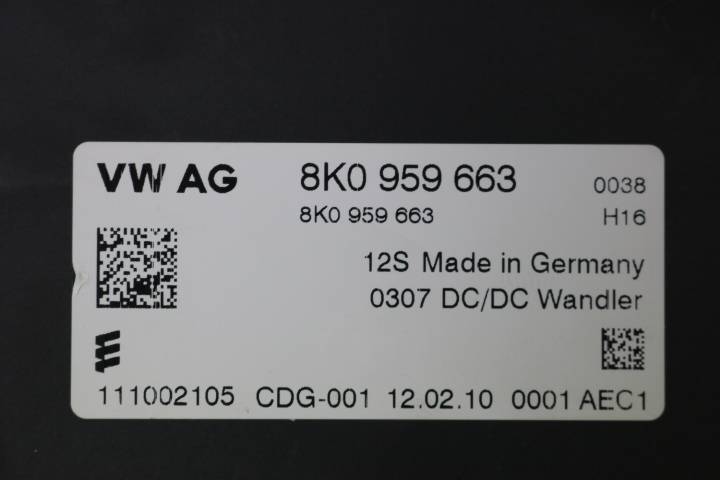 VW AG 8K0 959 663 0038
8K0 959 663 H16
12S Made in Germany
0307 DC/DC Wandler
111002105 CDG-001 12.02.10 0001 AEC1